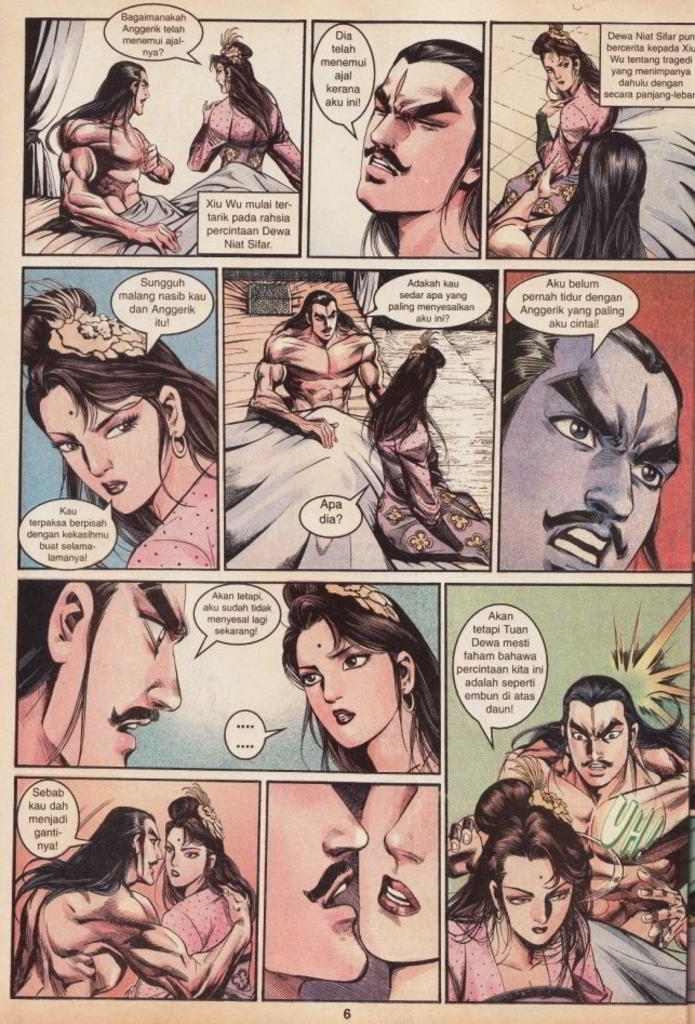 Bagaimanakah
Anggerik telah
menemui ajal-
nya?
Xiu Wu mulai ter-
tarik pada rahsia
percintaan Dewa
Niat Sifar.
Dia
telah
menemui
ajal
kerana
aku ini!
Dewa Niat Sifar pun
bercerita kepada Xiu
Wu tentang tragedi
yang menimpanya
dahulu dengan
secara panjang-lebar
Sungguh
malang nasib kau
dan Anggerik
itu!
Kau
terpaksa berpisah
dengan kekasihmu
buat selama-
lamanya!
Adakah kau
sedar apa yang
paling menyesalkan
aku ini?
Apa
dia?
Aku belum
pernah tidur dengan
Anggerik yang paling
aku cintai!
Akan tetapi,
aku sudah tidak
menyesal lagi
sekarang!
....
....
Sebab
kau dah
menjadi
ganti-
nya!
Akan
tetapi Tuan
Dewa mesti
faham bahawa
percintaan kita ini
adalah seperti
embun di atas
daun!
UH!
6